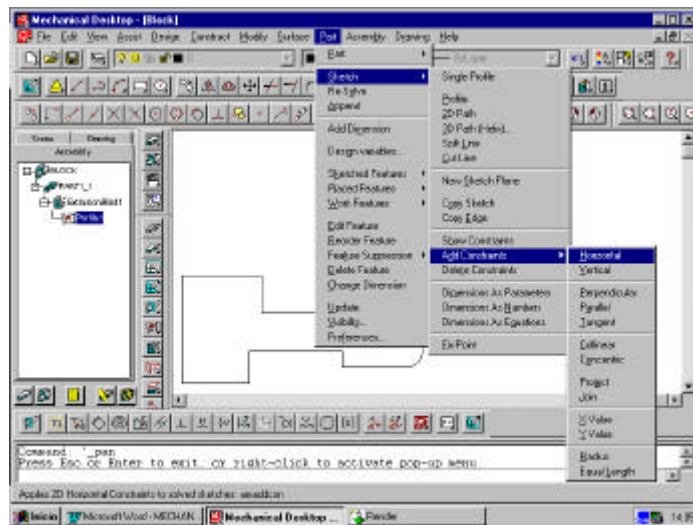 Mechanical Desktop - [Block]
File Edit View Assist Design Construct Modify Surface Part Assembly Drawing Help
Part
Sketch
Re-Solve
Append
Add Dimension
Design variables...
Sketched Features
Placed Features
Work Features
Edit Feature
Reorder Feature
Feature Suppression
Delete Feature
Change Dimension
Update
Visibility...
Preferences...
Single Profile
Profile
2D Path
3D Path (Helix)...
Split Line
Cut Line
New Sketch Plane
Copy Sketch
Copy Edge
Show Constraints
Add Constraints
Delete Constraints
Dimensions As Parameters
Dimensions As Numbers
Dimensions As Equations
Fix Point
Horizontal
Vertical
Perpendicular
Parallel
Tangent
Collinear
Concentric
Project
Join
X Value
Y Value
Radius
Equal Length
Drawing
Assembly
BLOCK
PART1_1
ExtrusionBlind1
Profile1
Command: '_pan
Press Esc or Enter to exit, or right-click to activate pop-up menu.
Applies 2D Horizontal Constraints to solved sketches: amaddcon
Inicio
Microsoft Word - MECHAN...
Mechanical Desktop ...
Render